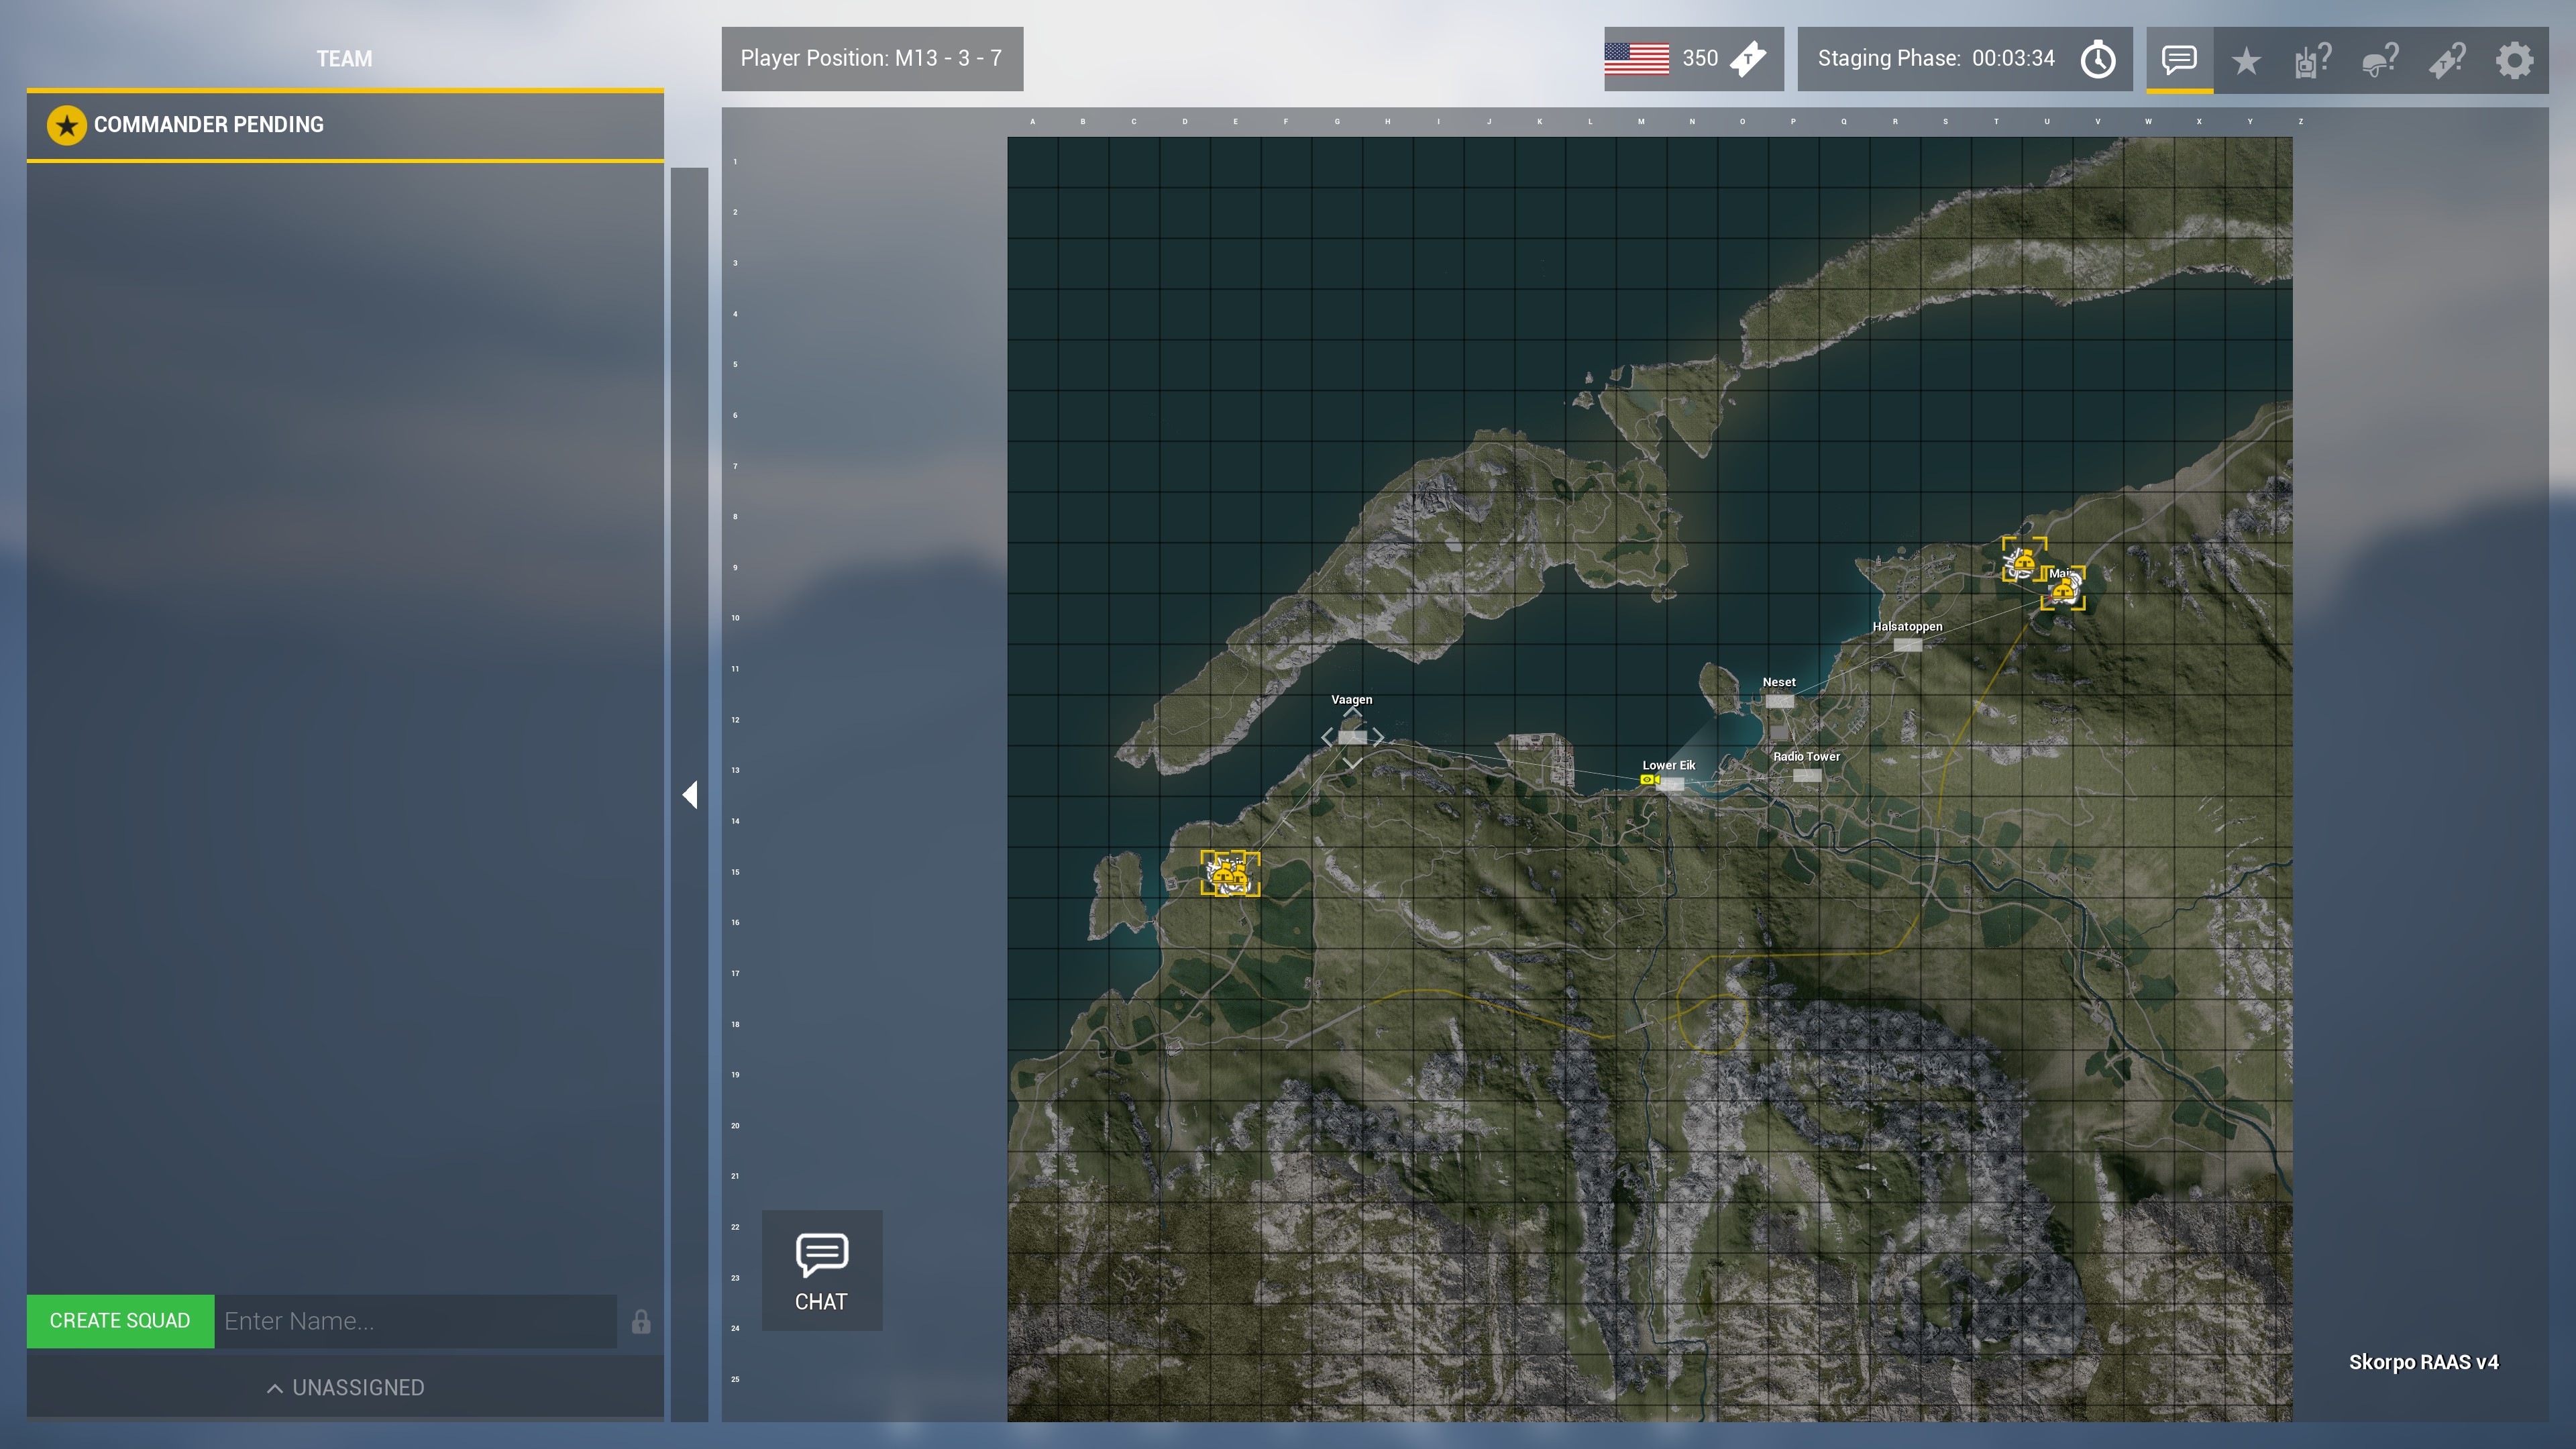 TEAM
Player Position: M13 - 3 - 7
350
T
Staging Phase: 00:03:34
COMMANDER PENDING
A B C D E F G H I J K L M N O P Q R S T U V W X Y Z
1
2
3
4
5
6
7
8
9
Main
10
Halsatoppen
11
Neset
Vaagen
12
Radio Tower
Lower Eik
13
14
15
16
17
18
19
20
21
22
23
CHAT
CREATE SQUAD Enter Name...
24
Skorpo RAAS v4
25
UNASSIGNED